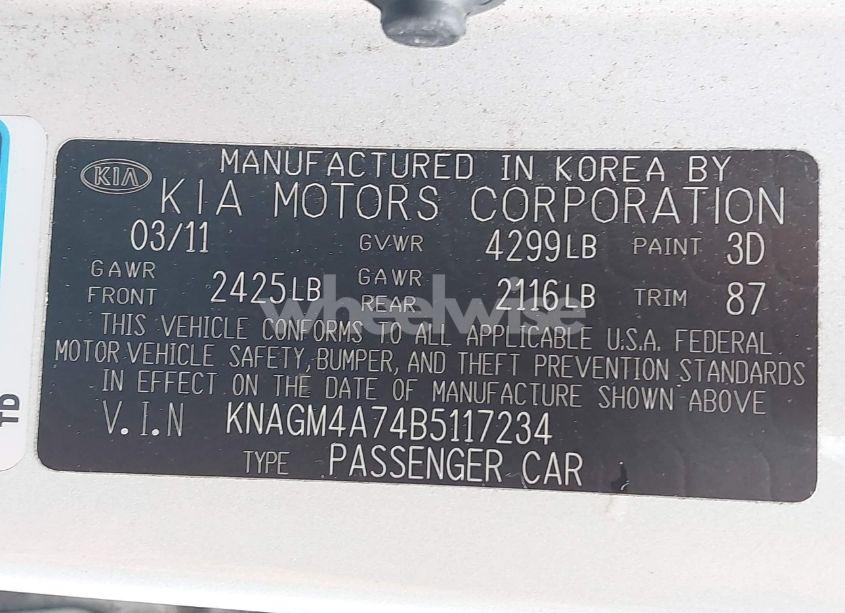 MANUFACTURED IN KOREA BY
KIA KIA MOTORS CORPORATION
03/11 GVWR 4299LB PAINT 3D
GAWR FRONT 2425LB GAWR REAR 2116LB TRIM 87
wheelwise
THIS VEHICLE CONFORMS TO ALL APPLICABLE U.S.A. FEDERAL
MOTOR VEHICLE SAFETY, BUMPER, AND THEFT PREVENTION STANDARDS
IN EFFECT ON THE DATE OF MANUFACTURE SHOWN ABOVE
V.I.N KNAGM4A74B5117234
TYPE PASSENGER CAR